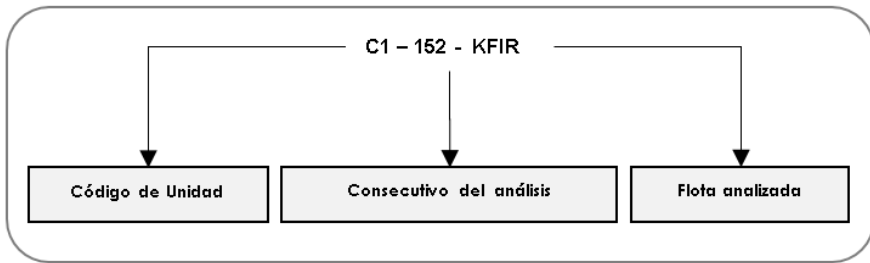 C1 – 152 - KFIR
Código de Unidad
Consecutivo del análisis
Flota analizada